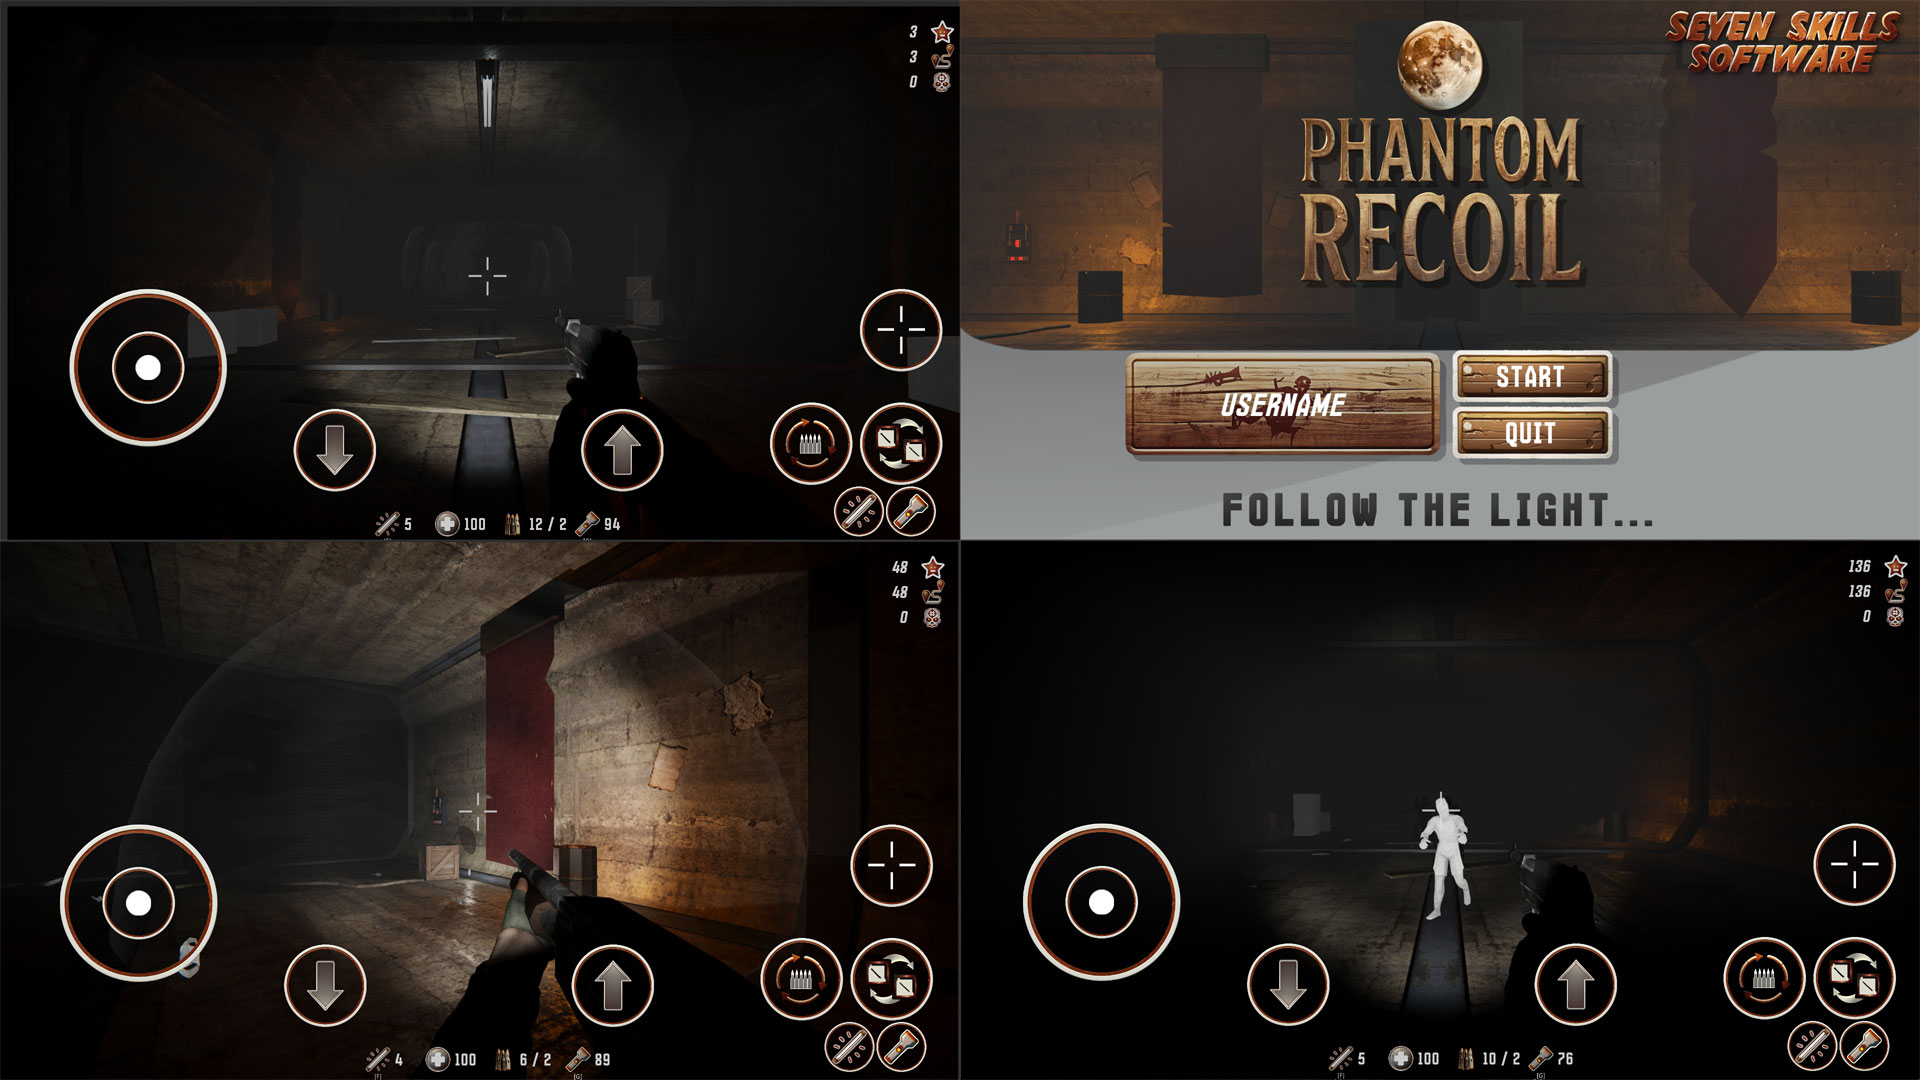 3
3
0
5 100 12 / 2 94
SEVEN SKILLS
SOFTWARE
PHANTOM
RECOIL
USERNAME
START
QUIT
FOLLOW THE LIGHT...
48
48
0
4 100 6 / 2 89
[F] [G]
136
136
0
5 100 10 / 2 76
[F] [G]